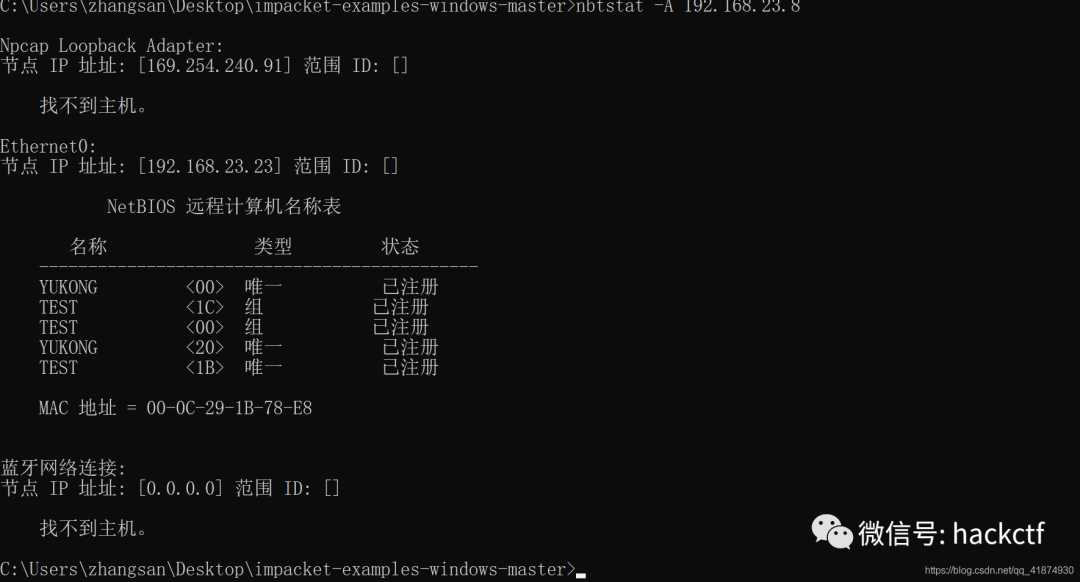 C:\Users\zhangsan\Desktop\impacket-examples-windows-master>nbtstat -A 192.168.23.8
Npcap Loopback Adapter:
节点 IP 址址: [169.254.240.91] 范围 ID: []
找不到主机。
Ethernet0:
节点 IP 址址: [192.168.23.23] 范围 ID: []
NetBIOS 远程计算机名称表
名称 类型 状态
---------------------------------------------
YUKONG <00> 唯一 已注册
TEST <1C> 组 已注册
TEST <00> 组 已注册
YUKONG <20> 唯一 已注册
TEST <1B> 唯一 已注册
MAC 地址 = 00-0C-29-1B-78-E8
蓝牙网络连接:
节点 IP 址址: [0.0.0.0] 范围 ID: []
找不到主机。
微信号: hackctf
C:\Users\zhangsan\Desktop\impacket-examples-windows-master>
https://blog.csdn.net/qq_41874930